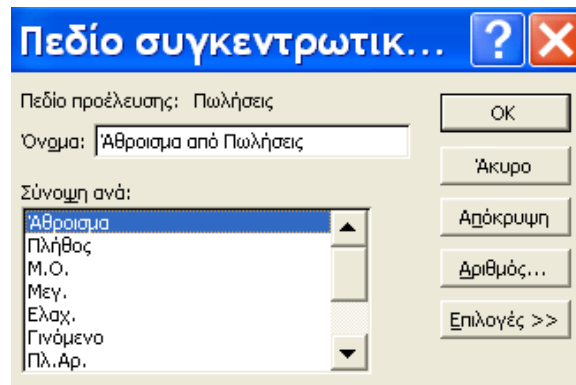 Πεδίο συγκεντρωτικ...
Πεδίο προέλευσης: Πωλήσεις
Όνομα: Άθροισμα από Πωλήσεις
Σύνοψη ανά:
Άθροισμα
Πλήθος
Μ.Ο.
Μεγ.
Ελαχ.
Γινόμενο
Πλ.Αρ.
OK
Άκυρο
Απόκρυψη
Αριθμός...
Επιλογές >>